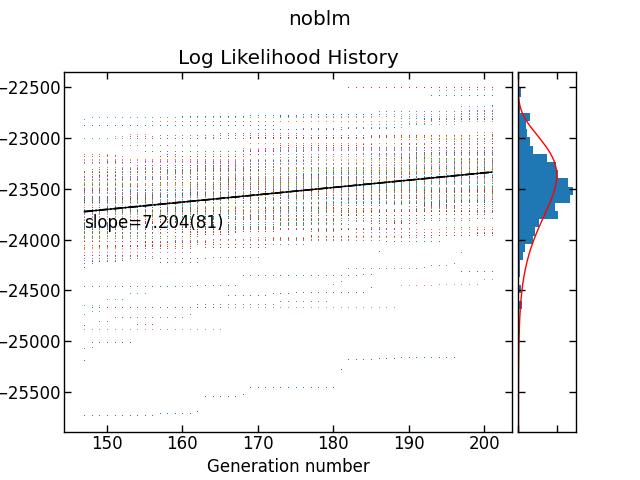 noblm
Log Likelihood History
−22500
−23000
−23500
−24000
−24500
−25000
−25500
slope=7.204(81)
150 160 170 180 190 200
Generation number